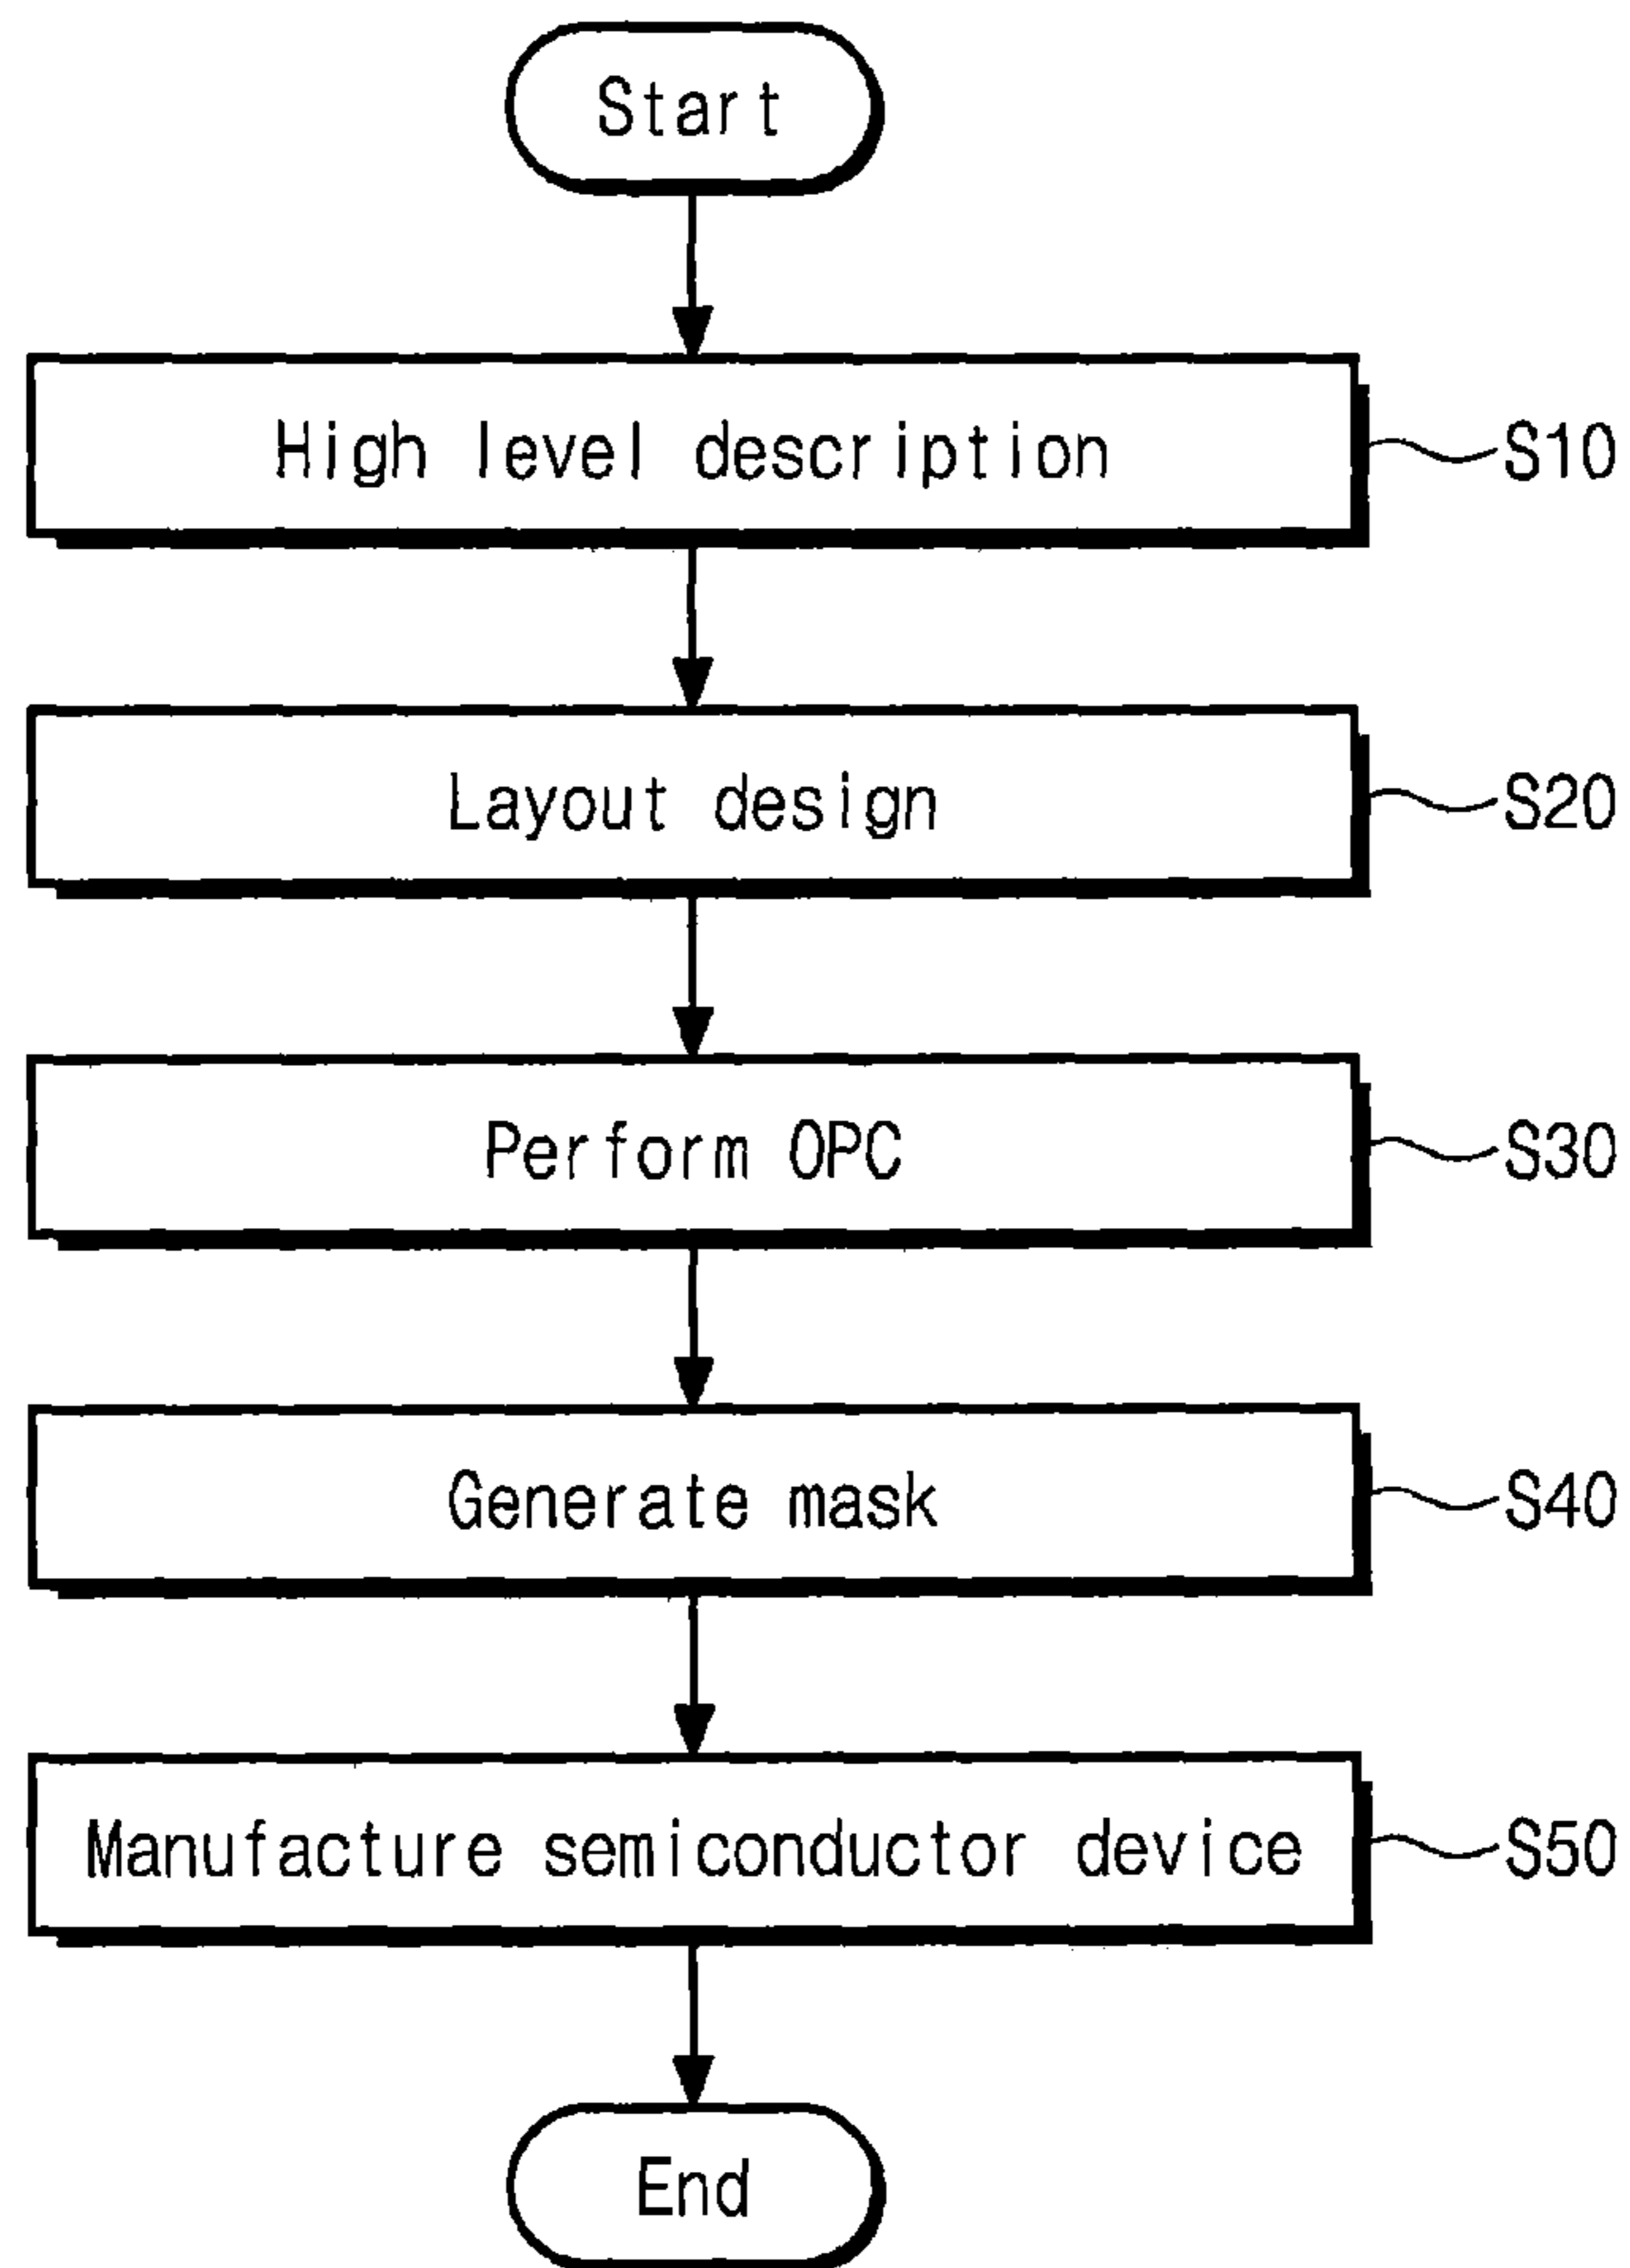 Start
High level description
S10
Layout design
S20
Perform OPC
S30
Generate mask
S40
Manufacture semiconductor device
S50
End